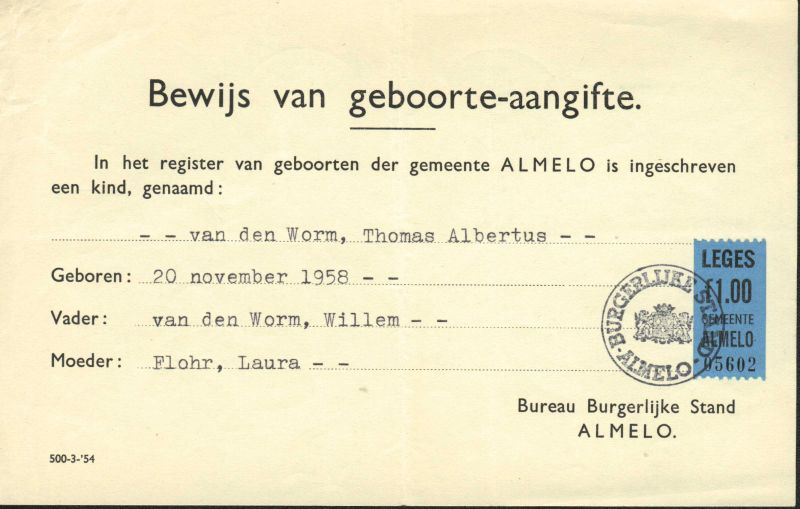 Bewijs van geboorte-aangifte.
In het register van geboorten der gemeente ALMELO is ingeschreven
een kind, genaamd:
- - van den Worm, Thomas Albertus - -
Geboren: 20 november 1958 - -
Vader: van den Worm, Willem - -
Moeder: Flohr, Laura - -
LEGES
f1.00
GEMEENTE
ALMELO
05602
BURGERLIJKE STAND
- ALMELO -
Bureau Burgerlijke Stand
ALMELO.
500-3-'54